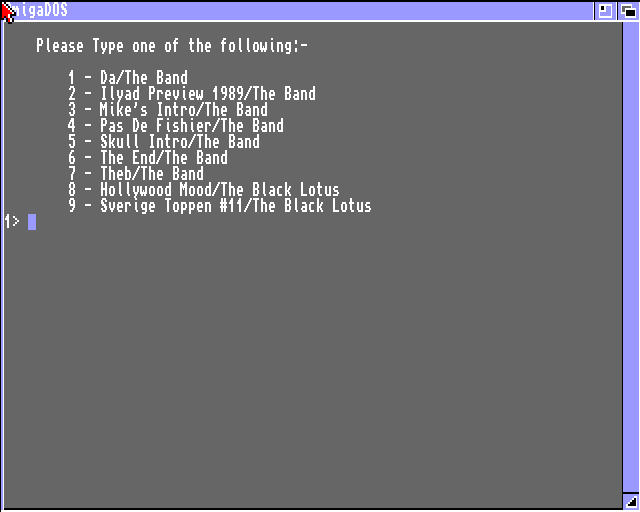 migaDOS
Please Type one of the following:-
1 - Da/The Band
2 - Ilyad Preview 1989/The Band
3 - Mike's Intro/The Band
4 - Pas De Fishier/The Band
5 - Skull Intro/The Band
6 - The End/The Band
7 - Theb/The Band
8 - Hollywood Mood/The Black Lotus
9 - Sverige Toppen #11/The Black Lotus
1>